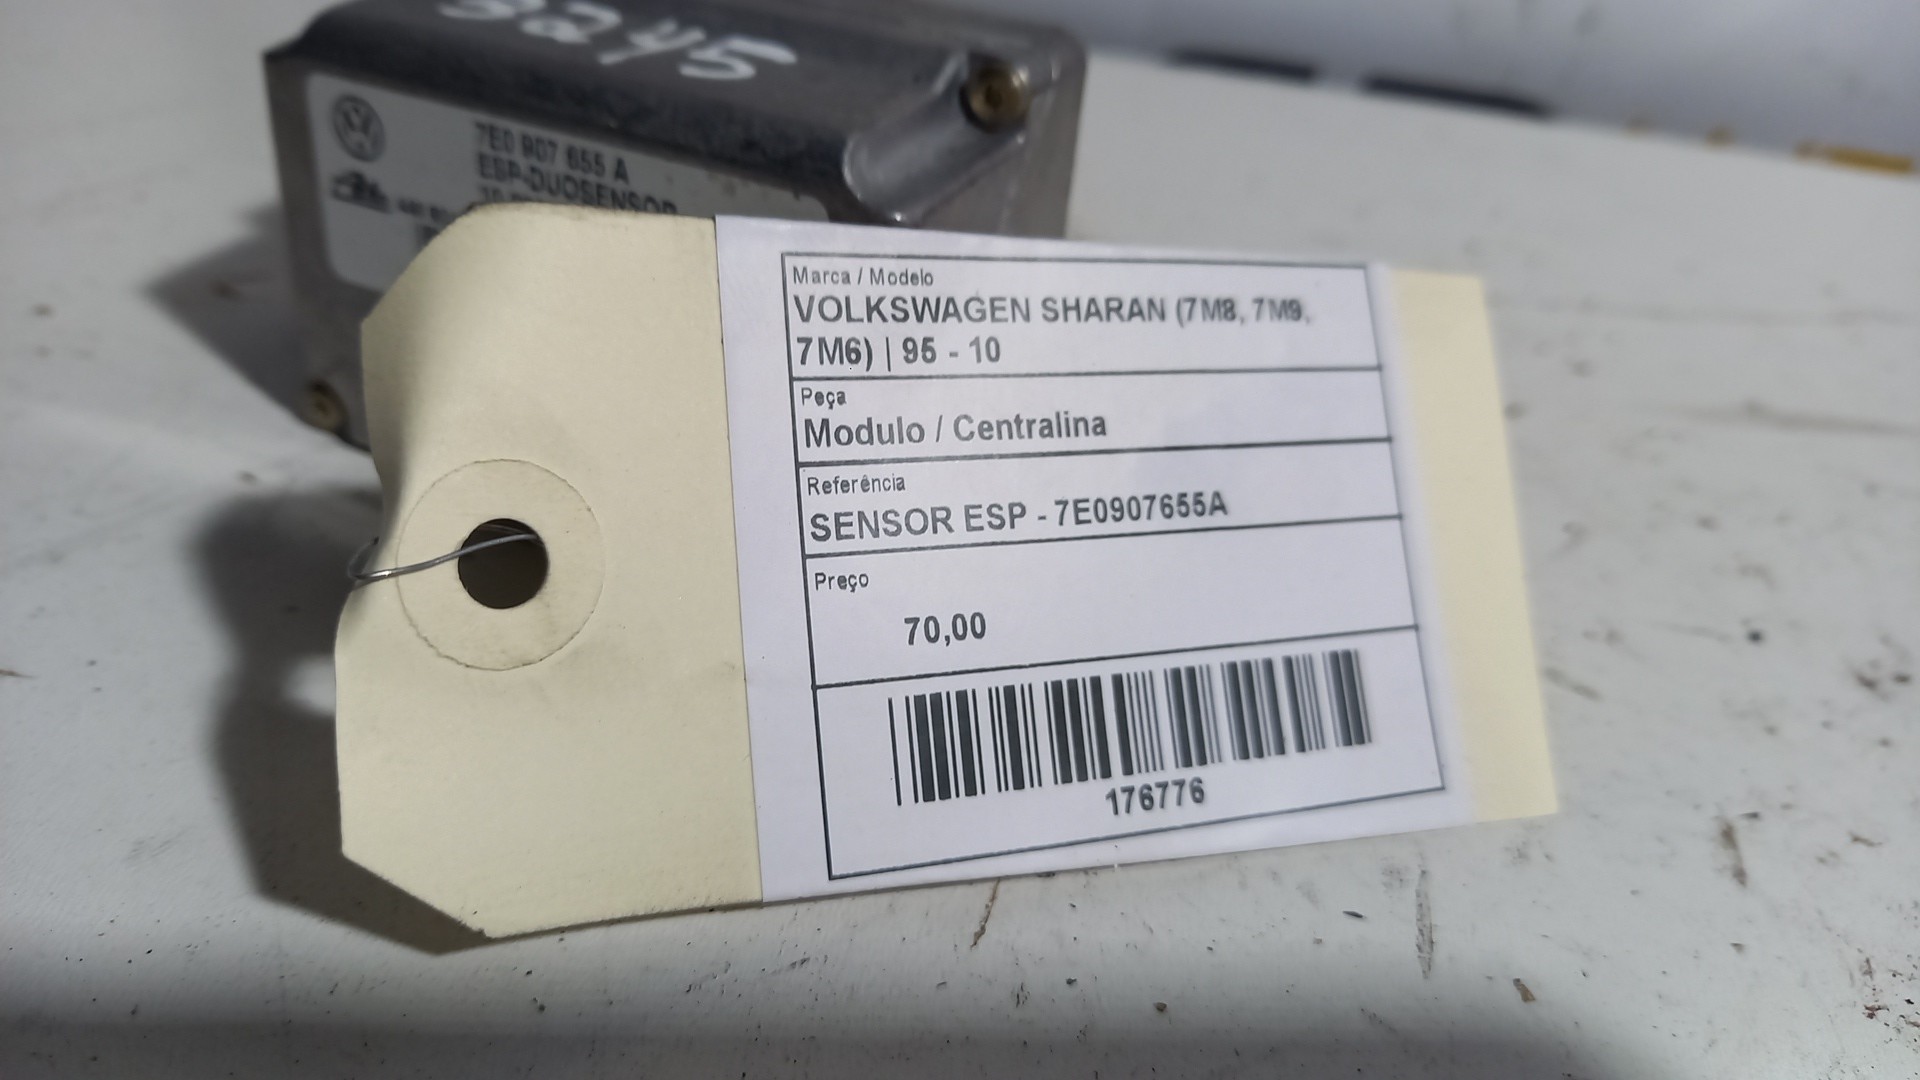 3245
7E0 907 655 A
ESP-DUOSENSOR
Marca / Modelo
VOLKSWAGEN SHARAN (7M8, 7M9,
7M6) | 95 - 10
Peça
Modulo / Centralina
Referência
SENSOR ESP - 7E0907655A
Preço
70,00
176776